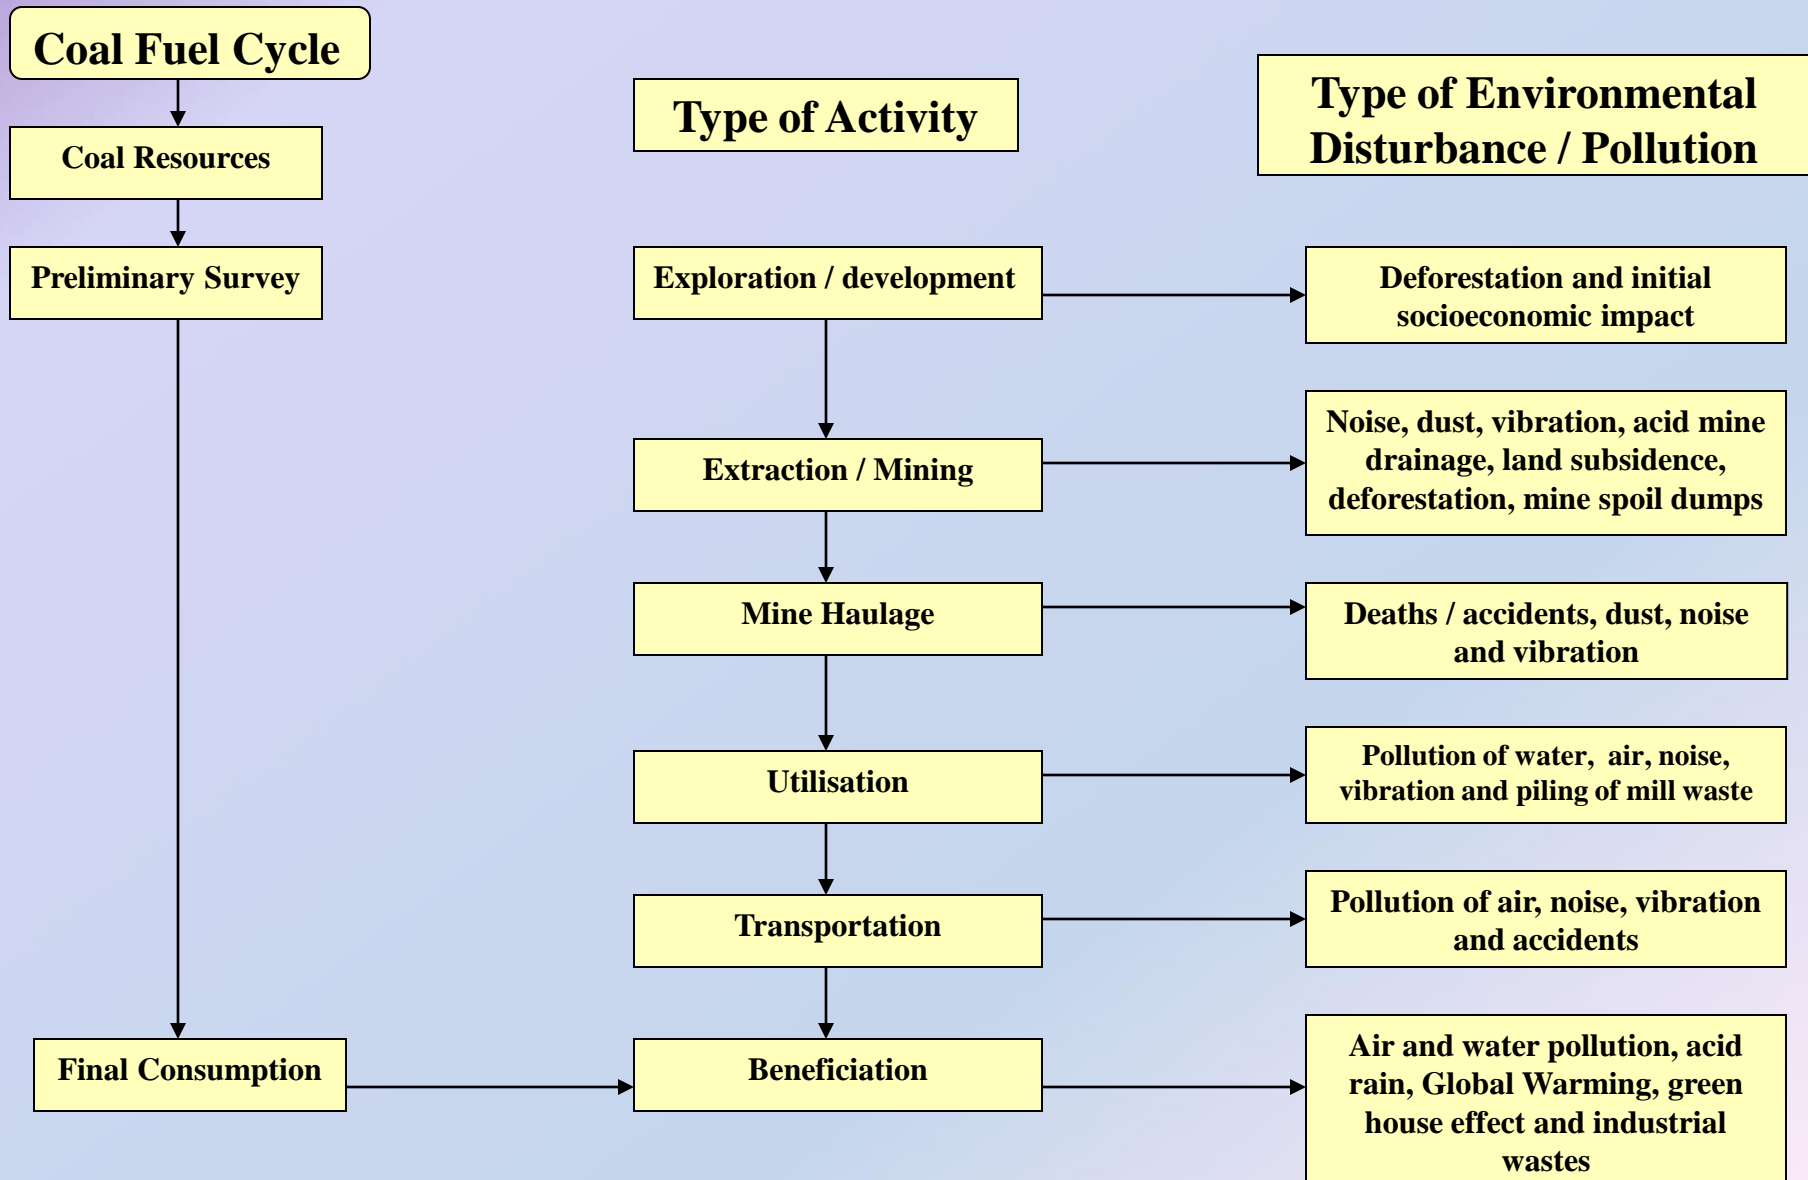 Coal Fuel Cycle
Coal Resources
Preliminary Survey
Final Consumption
Type of Activity
Exploration / development
Extraction / Mining
Mine Haulage
Utilisation
Transportation
Beneficiation
Type of Environmental
Disturbance / Pollution
Deforestation and initial
socioeconomic impact
Noise, dust, vibration, acid mine
drainage, land subsidence,
deforestation, mine spoil dumps
Deaths / accidents, dust, noise
and vibration
Pollution of water, air, noise,
vibration and piling of mill waste
Pollution of air, noise, vibration
and accidents
Air and water pollution, acid
rain, Global Warming, green
house effect and industrial
wastes